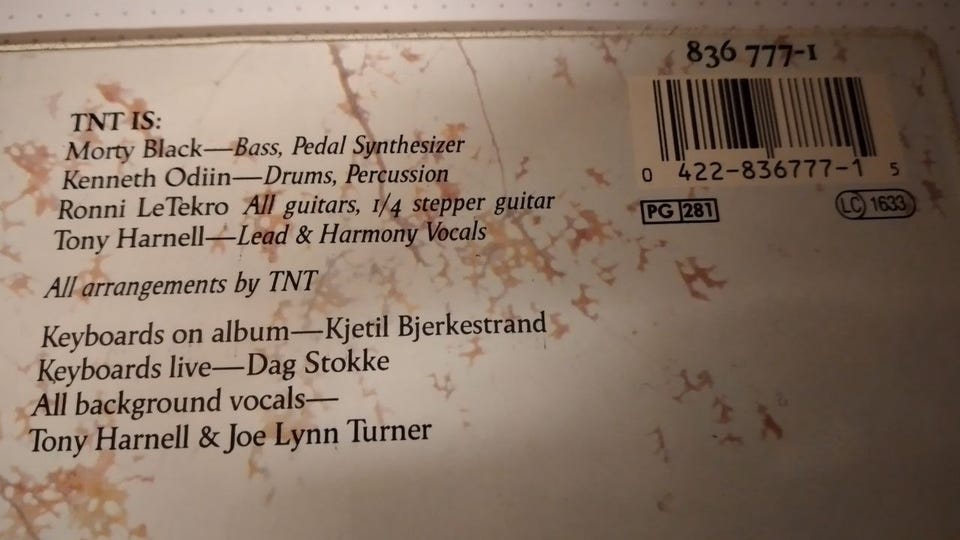 836 777-1
0 422-836777-1 5
PG 281
LC 1633
TNT IS:
Morty Black—Bass, Pedal Synthesizer
Kenneth Odiin—Drums, Percussion
Ronni LeTekro All guitars, 1/4 stepper guitar
Tony Harnell—Lead & Harmony Vocals
All arrangements by TNT
Keyboards on album—Kjetil Bjerkestrand
Keyboards live—Dag Stokke
All background vocals—
Tony Harnell & Joe Lynn Turner